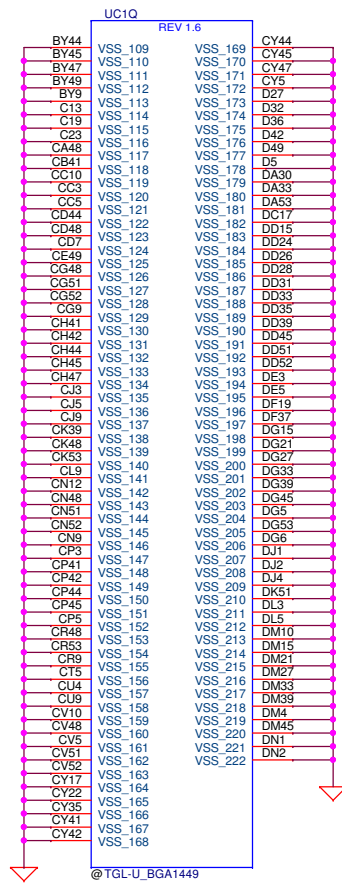 UC1Q
REV 1.6
BY44 VSS_109 VSS_169 CY44
BY45 VSS_110 VSS_170 CY45
BY47 VSS_111 VSS_171 CY47
BY49 VSS_112 VSS_172 CY5
BY9 VSS_113 VSS_173 D27
C13 VSS_114 VSS_174 D32
C19 VSS_115 VSS_175 D36
C23 VSS_116 VSS_176 D42
CA48 VSS_117 VSS_177 D49
CB41 VSS_118 VSS_178 D5
CC10 VSS_119 VSS_179 DA30
CC3 VSS_120 VSS_180 DA33
CC5 VSS_121 VSS_181 DA53
CD44 VSS_122 VSS_182 DC17
CD48 VSS_123 VSS_183 DD15
CD7 VSS_124 VSS_184 DD24
CE49 VSS_125 VSS_185 DD26
CG48 VSS_126 VSS_186 DD28
CG51 VSS_127 VSS_187 DD31
CG52 VSS_128 VSS_188 DD33
CG9 VSS_129 VSS_189 DD35
CH41 VSS_130 VSS_190 DD39
CH42 VSS_131 VSS_191 DD45
CH44 VSS_132 VSS_192 DD51
CH45 VSS_133 VSS_193 DD52
CH47 VSS_134 VSS_194 DE3
CJ3 VSS_135 VSS_195 DE5
CJ5 VSS_136 VSS_196 DF19
CJ9 VSS_137 VSS_197 DF37
CK39 VSS_138 VSS_198 DG15
CK48 VSS_139 VSS_199 DG21
CK53 VSS_140 VSS_200 DG27
CL9 VSS_141 VSS_201 DG33
CN12 VSS_142 VSS_202 DG39
CN48 VSS_143 VSS_203 DG45
CN51 VSS_144 VSS_204 DG5
CN52 VSS_145 VSS_205 DG53
CN9 VSS_146 VSS_206 DG6
CP3 VSS_147 VSS_207 DJ1
CP41 VSS_148 VSS_208 DJ2
CP42 VSS_149 VSS_209 DJ4
CP44 VSS_150 VSS_210 DK51
CP45 VSS_151 VSS_211 DL3
CP5 VSS_152 VSS_212 DL5
CR48 VSS_153 VSS_213 DM10
CR53 VSS_154 VSS_214 DM15
CR9 VSS_155 VSS_215 DM21
CT5 VSS_156 VSS_216 DM27
CU4 VSS_157 VSS_217 DM33
CU9 VSS_158 VSS_218 DM39
CV10 VSS_159 VSS_219 DM4
CV48 VSS_160 VSS_220 DM45
CV5 VSS_161 VSS_221 DN1
CV51 VSS_162 VSS_222 DN2
CV52 VSS_163
CY17 VSS_164
CY22 VSS_165
CY35 VSS_166
CY41 VSS_167
CY42 VSS_168
@TGL-U_BGA1449